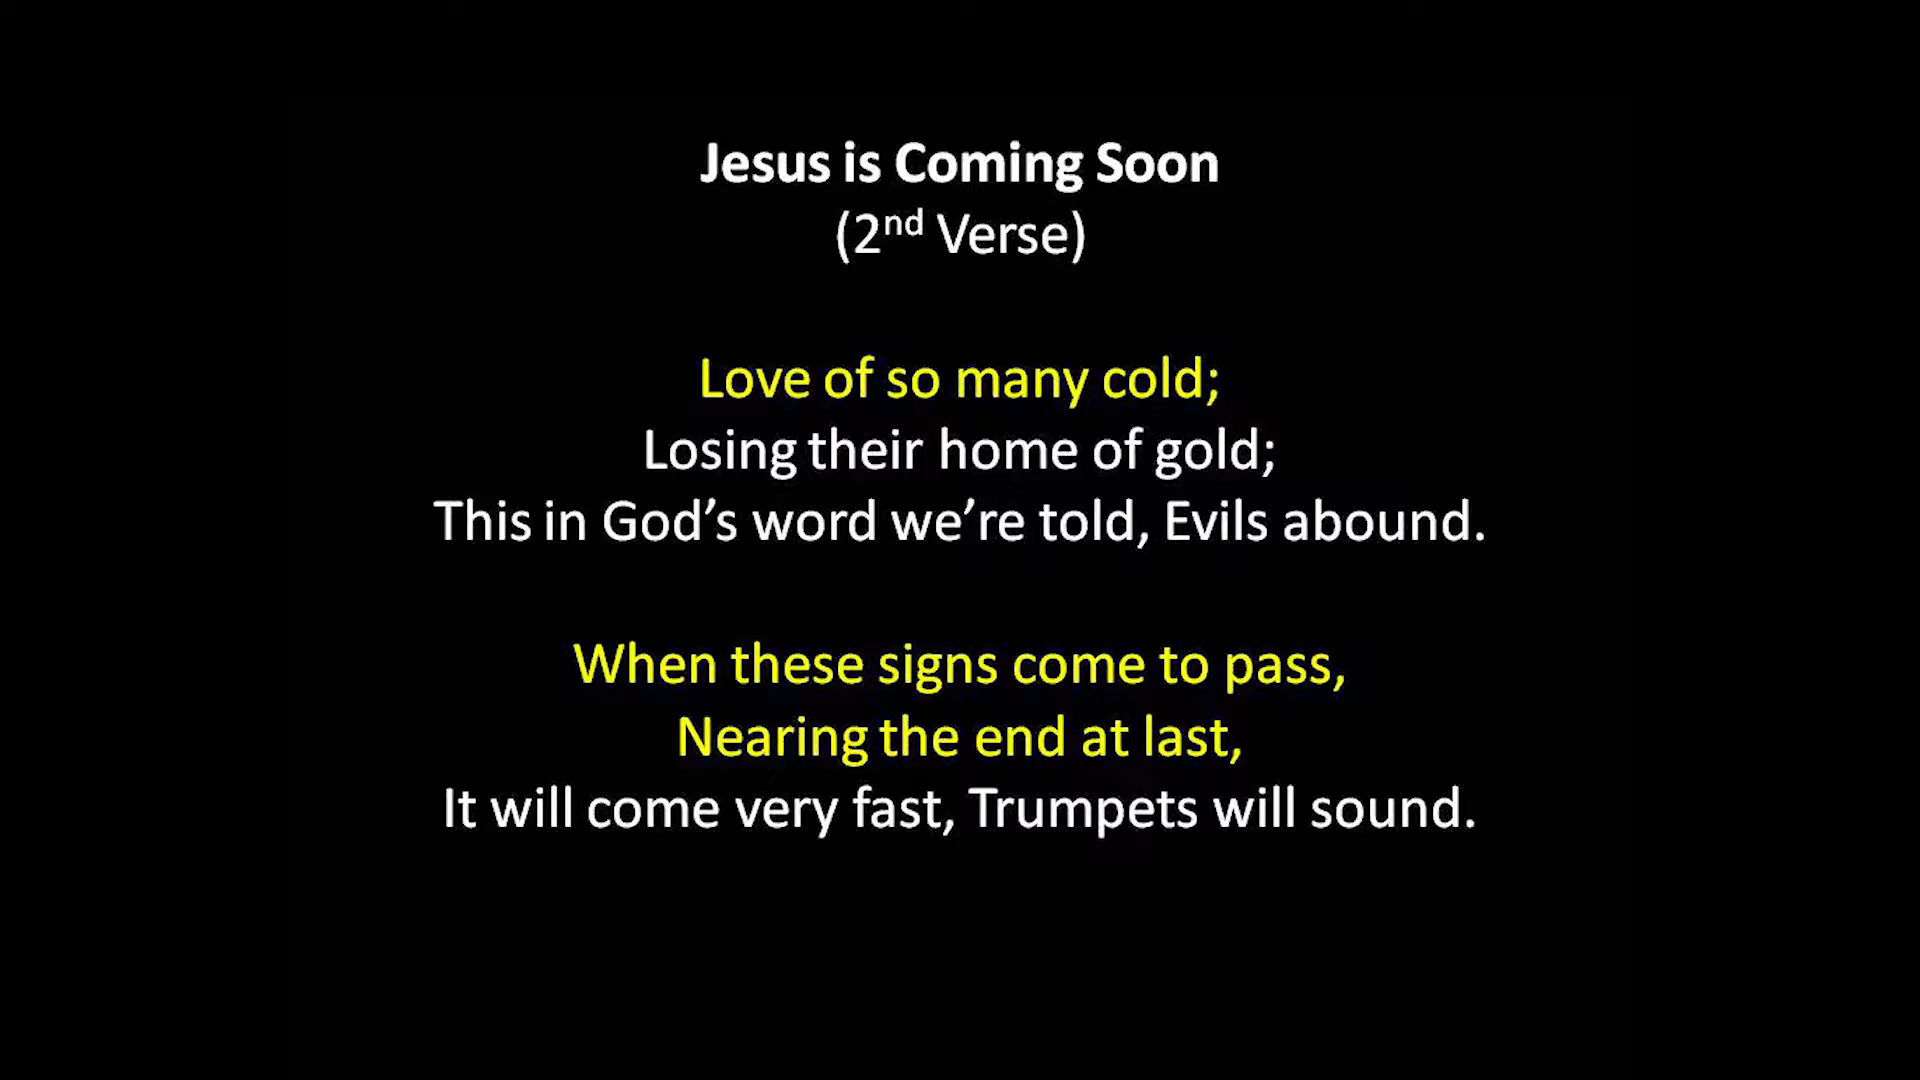 Jesus is Coming Soon
(2nd Verse)
Love of so many cold;
Losing their home of gold;
This in God’s word we’re told, Evils abound.
When these signs come to pass,
Nearing the end at last,
It will come very fast, Trumpets will sound.